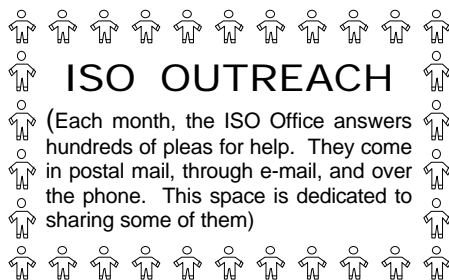 ISO OUTREACH
(Each month, the ISO Office answers
hundreds of pleas for help. They come
in postal mail, through e-mail, and over
the phone. This space is dedicated to
sharing some of them)